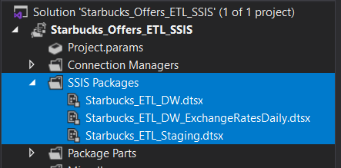 Solution 'Starbucks_Offers_ETL_SSIS' (1 of 1 project)
Starbucks_Offers_ETL_SSIS
Project.params
Connection Managers
SSIS Packages
Starbucks_ETL_DW.dtsx
Starbucks_ETL_DW_ExchangeRatesDaily.dtsx
Starbucks_ETL_Staging.dtsx
Package Parts